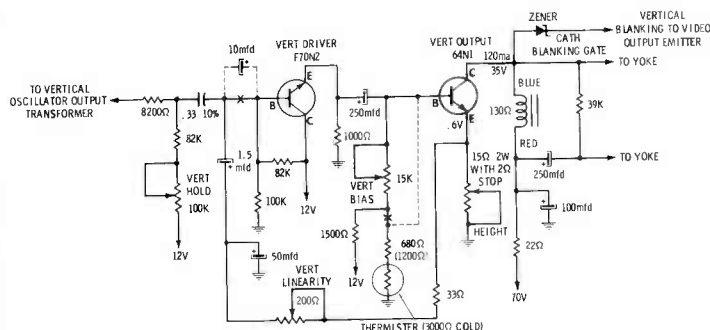 ZENER
VERTICAL
BLANKING TO VIDEO
OUTPUT EMITTER
CATH
BLANKING GATE
VERT DRIVER
F70N2
10mfd
VERT OUTPUT
64N1
120ma
35V
TO YOKE
TO VERTICAL
OSCILLATOR OUTPUT
TRANSFORMER
8200Ω
.33 10%
B
E
C
250mfd
B
C
E
.6V
BLUE
130Ω
RED
39K
TO YOKE
250mfd
82K
1.5
mfd
82K
1000Ω
15Ω 2W
WITH 2Ω
STOP
VERT
HOLD
100K
12V
100K
12V
VERT
BIAS
15K
HEIGHT
100mfd
50mfd
1500Ω
12V
680Ω
(1200Ω)
22Ω
70V
VERT
LINEARITY
200Ω
33Ω
THERMISTER (3000Ω COLD)